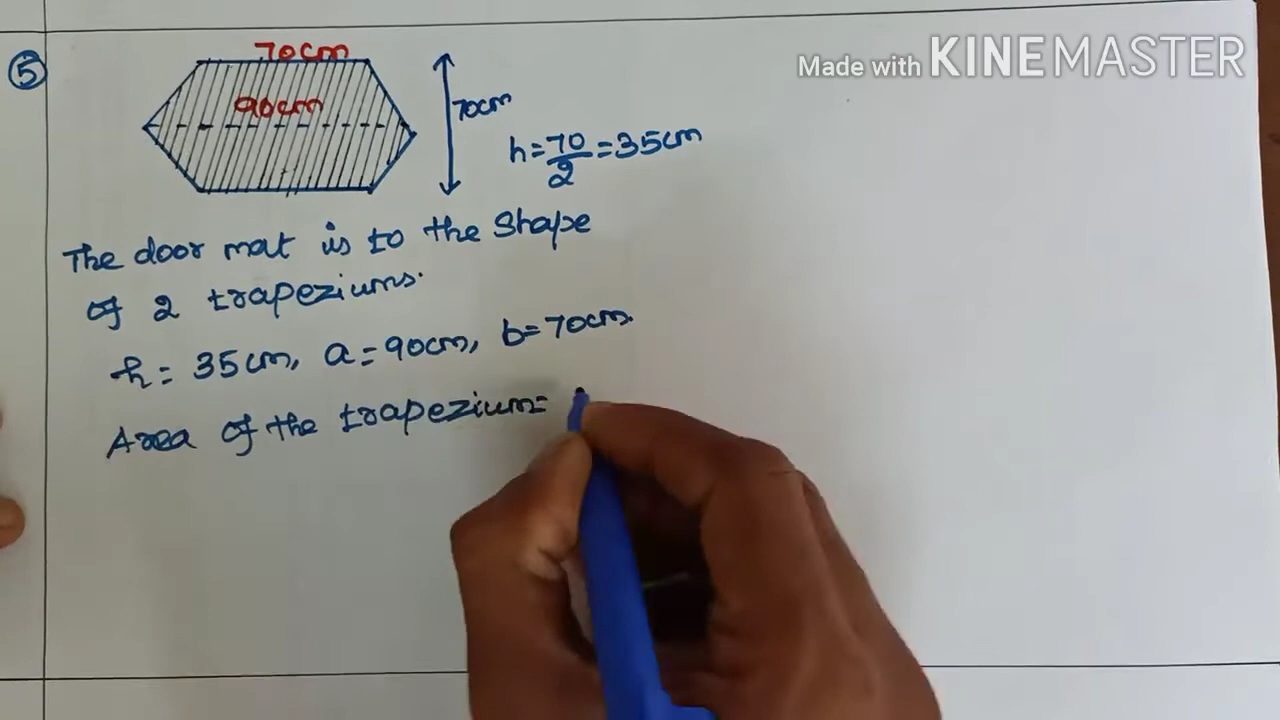 Made with KINEMASTER
5
70cm
90cm
70cm
h=70/2=35cm
The door mat is to the Shape
of 2 trapeziums.
h= 35cm, a=90cm, b=70cm.
Area of the trapezium=